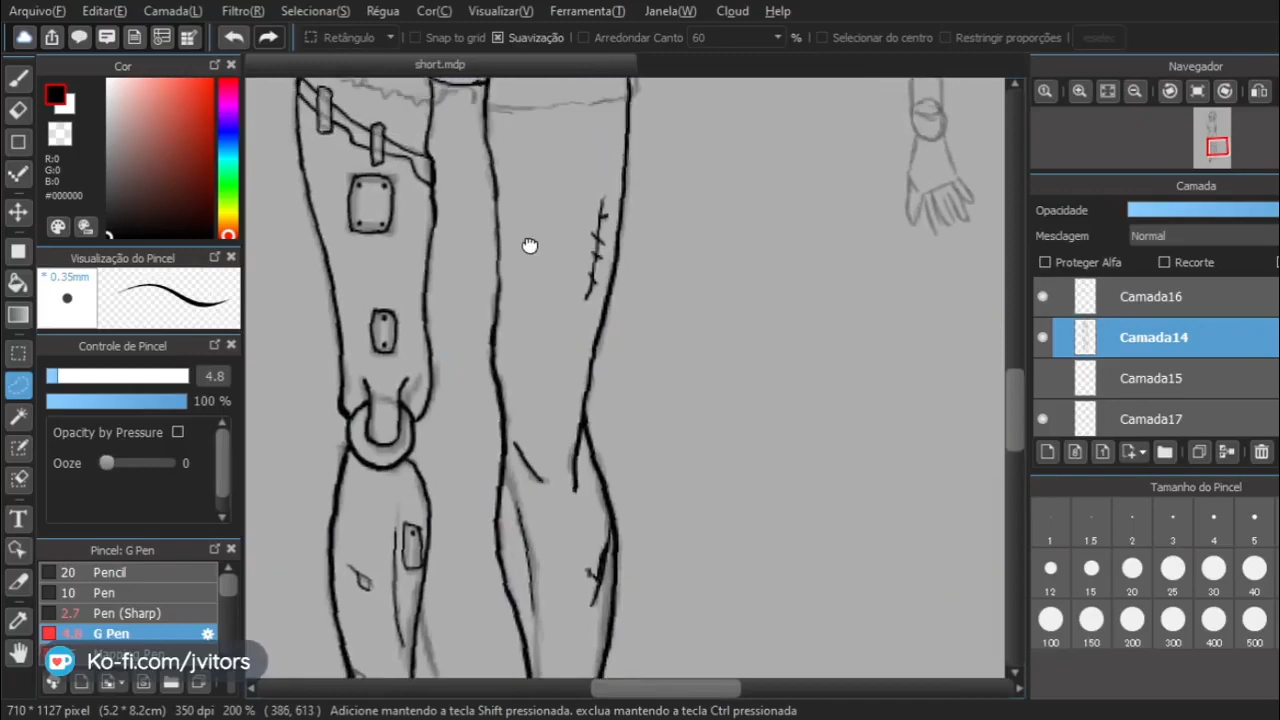 Arquivo(F) Editar(E) Camada(L) Filtro(R) Selecionar(S) Régua Cor(C) Visualizar(V) Ferramenta(T) Janela(W) Cloud Help
Retângulo Snap to grid Suavização Arredondar Canto 60 % Selecionar do centro Restringir proporções
Cor
short.mdp
Navegador
R:0
G:0
B:0
#000000
Camada
Opacidade
Mesclagem Normal
Proteger Alfa Recorte
Visualização do Pincel
* 0.35mm
Camada16
Camada14
Camada15
Camada17
Controle de Pincel
4.8
100 %
Opacity by Pressure
Ooze 0
Tamanho do Pincel
1 1.5 2 3 4 5
12 15 20 25 30 40
100 150 200 300 400 500
Pincel: G Pen
20 Pencil
10 Pen
2.7 Pen (Sharp)
4.8 G Pen
Ko-fi.com/jvitors
710 * 1127 pixel (5.2 * 8.2cm) 350 dpi 200 % ( 386, 613 ) Adicione mantendo a tecla Shift pressionada. exclua mantendo a tecla Ctrl pressionada